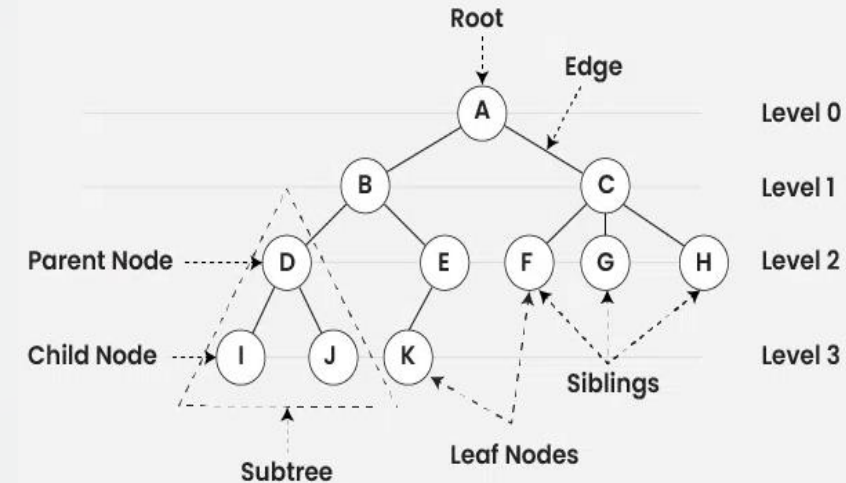 Root
Edge
A
Level 0
B
C
Level 1
Parent Node
D
E
F
G
H
Level 2
Child Node
I
J
K
Level 3
Siblings
Leaf Nodes
Subtree